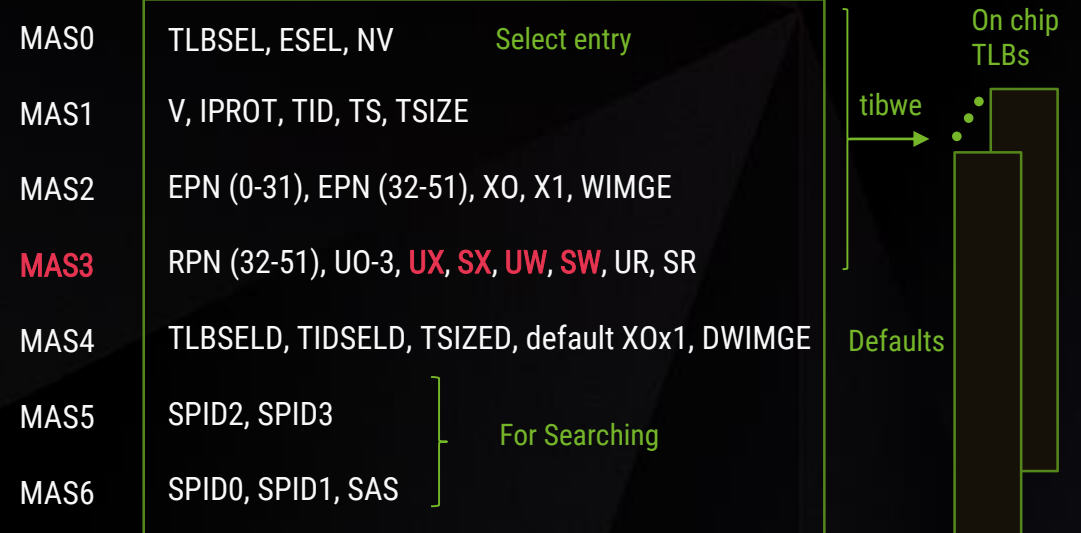 MAS0 TLBSEL, ESEL, NV Select entry
On chip
TLBs
MAS1 V, IPROT, TID, TS, TSIZE
tibwe
MAS2 EPN (0-31), EPN (32-51), XO, X1, WIMGE
MAS3 RPN (32-51), UO-3, UX, SX, UW, SW, UR, SR
MAS4 TLBSELD, TIDSELD, TSIZED, default XOx1, DWIMGE Defaults
MAS5 SPID2, SPID3
For Searching
MAS6 SPID0, SPID1, SAS